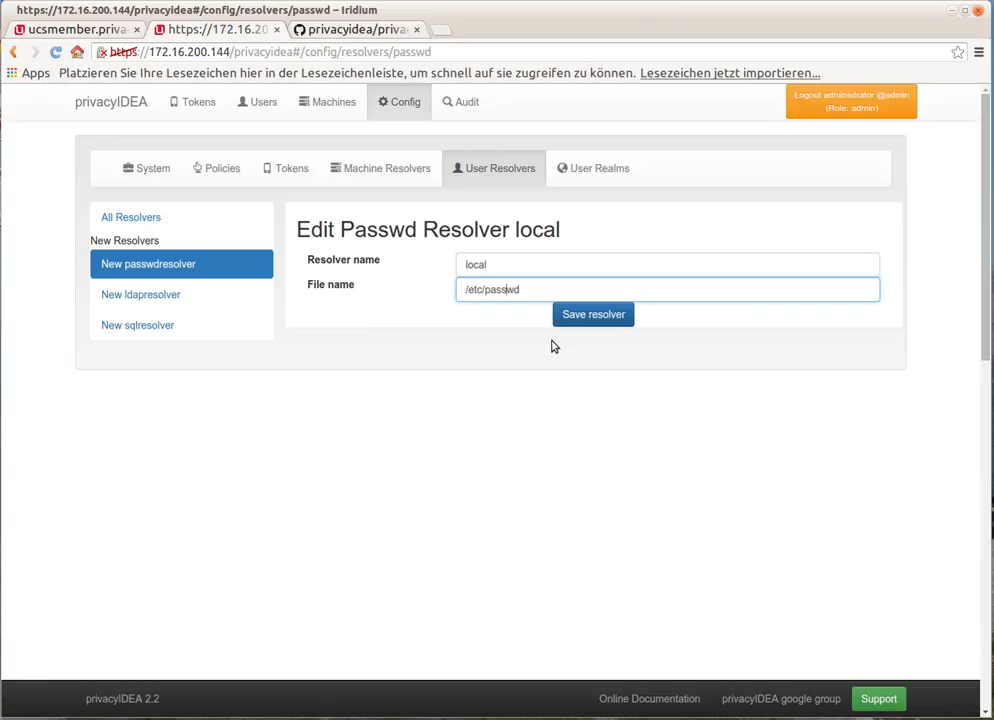 https://172.16.200.144/privacyidea#/config/resolvers/passwd – Iridium
ucsmember.priva
https://172.16.20
privacyidea/priva
https://172.16.200.144/privacyidea#/config/resolvers/passwd
Apps Platzieren Sie Ihre Lesezeichen hier in der Lesezeichenleiste, um schnell auf sie zugreifen zu können. Lesezeichen jetzt importieren...
privacyIDEA Tokens Users Machines Config Audit
Logout administrator @admin
(Role: admin)
System Policies Tokens Machine Resolvers User Resolvers User Realms
All Resolvers
New Resolvers
New passwdresolver
New ldapresolver
New sqlresolver
Edit Passwd Resolver local
Resolver name local
File name /etc/passwd
Save resolver
privacyIDEA 2.2 Online Documentation privacyIDEA google group Support